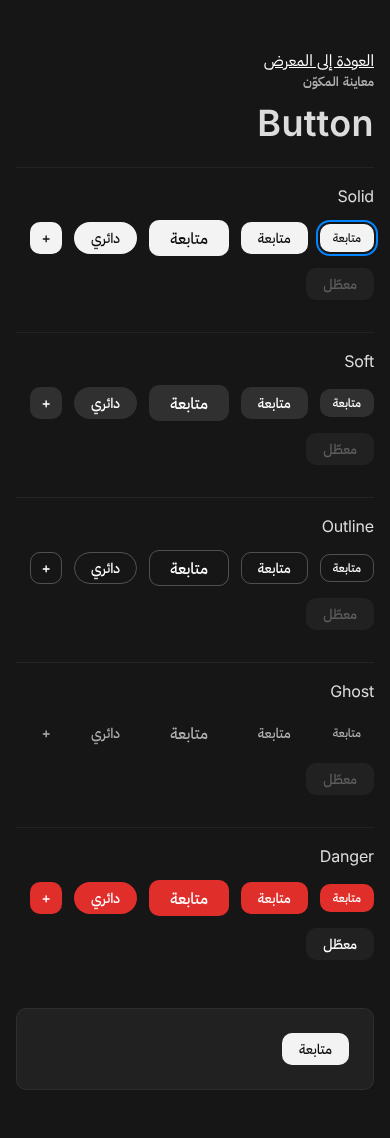 العودة إلى المعرض
معاينة المكوّن
Button
Solid
متابعة متابعة متابعة دائري +
معطّل
Soft
متابعة متابعة متابعة دائري +
معطّل
Outline
متابعة متابعة متابعة دائري +
معطّل
Ghost
متابعة متابعة متابعة دائري +
معطّل
Danger
متابعة متابعة متابعة دائري +
معطّل
متابعة